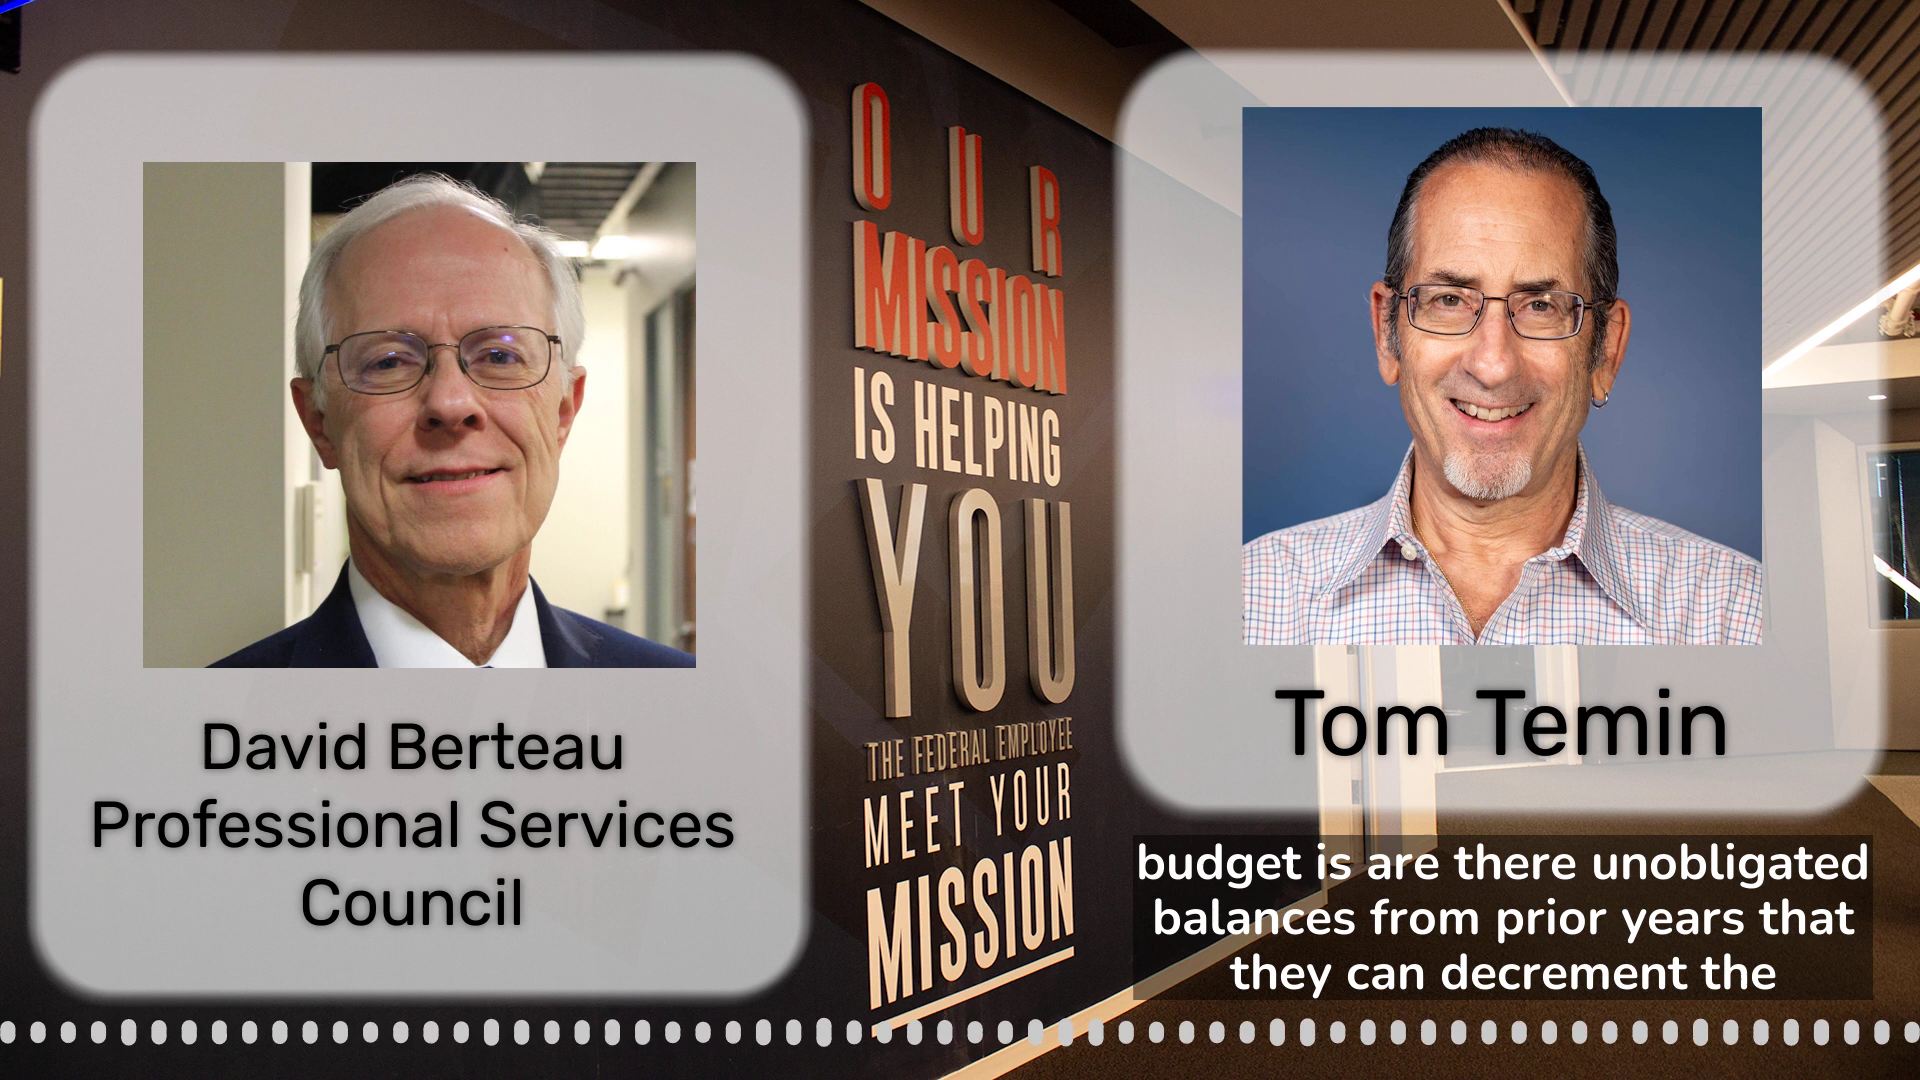 David Berteau
Professional Services
Council
OUR
MISSION
IS HELPING
YOU
THE FEDERAL EMPLOYEE
MEET YOUR
MISSION
Tom Temin
budget is are there unobligated
balances from prior years that
they can decrement the